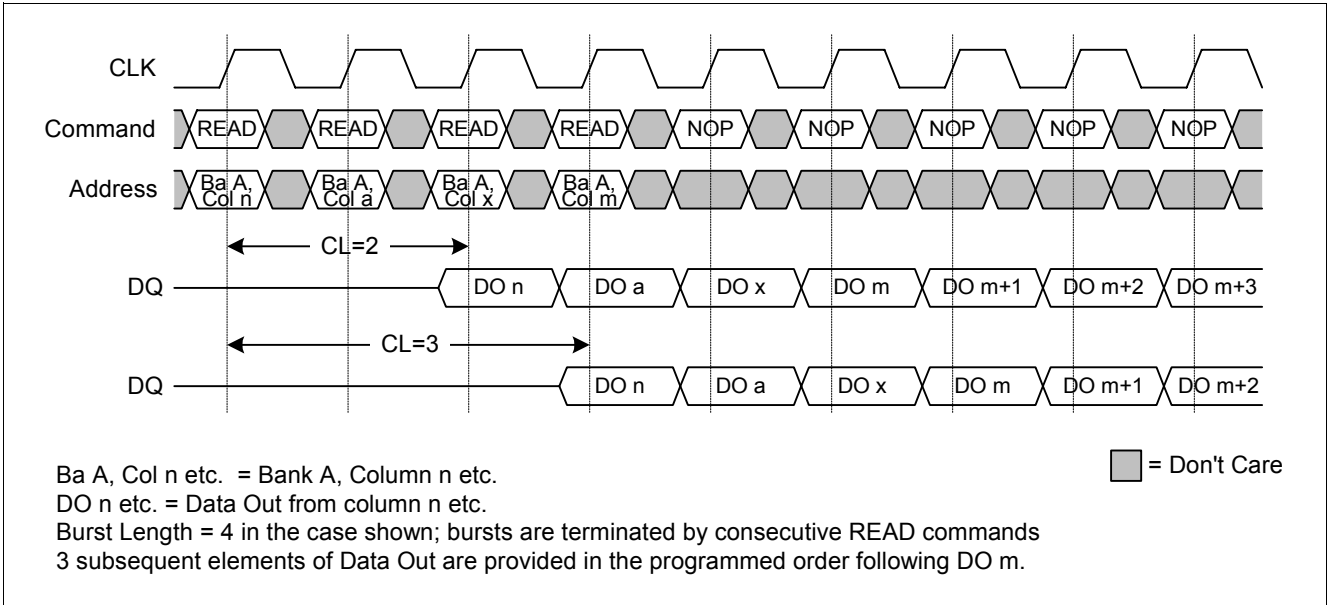 CLK
Command READ READ READ READ NOP NOP NOP NOP NOP
Address Ba A, Col n Ba A, Col a Ba A, Col x Ba A, Col m
CL=2
DQ DO n DO a DO x DO m DO m+1 DO m+2 DO m+3
CL=3
DQ DO n DO a DO x DO m DO m+1 DO m+2
Ba A, Col n etc. = Bank A, Column n etc.
= Don't Care
DO n etc. = Data Out from column n etc.
Burst Length = 4 in the case shown; bursts are terminated by consecutive READ commands
3 subsequent elements of Data Out are provided in the programmed order following DO m.